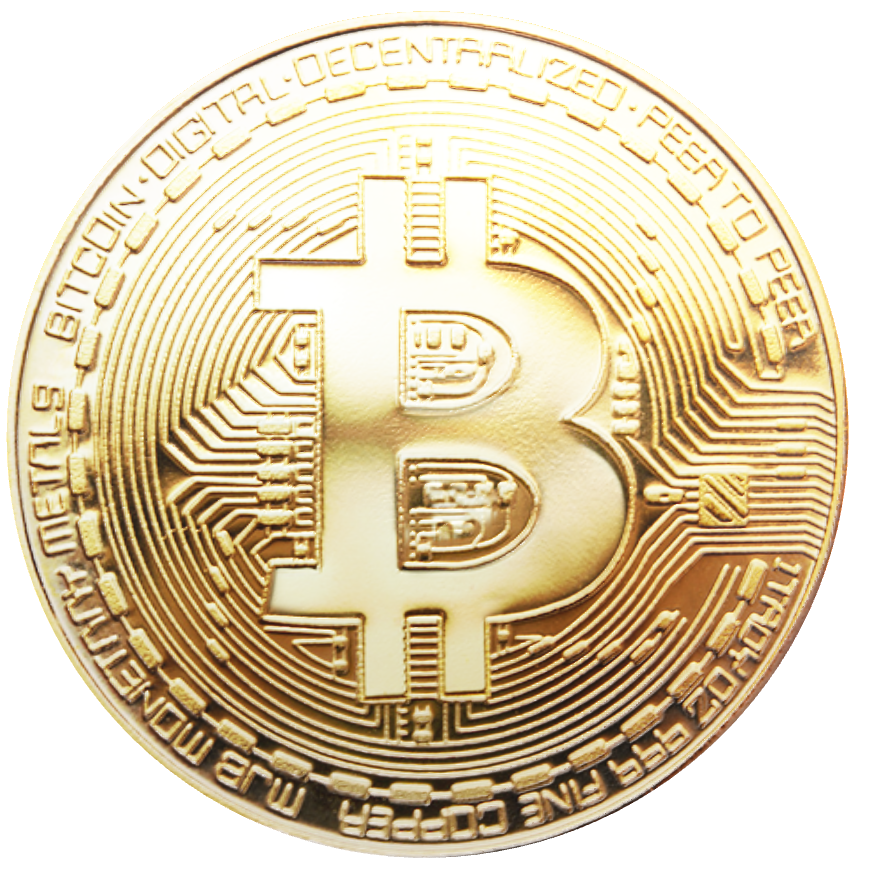 BITCOIN·DIGITAL·DECENTRALIZED·PEER TO PEER
1 TROY OZ 999 FINE COPPER MJB MONETARY METALS
₿